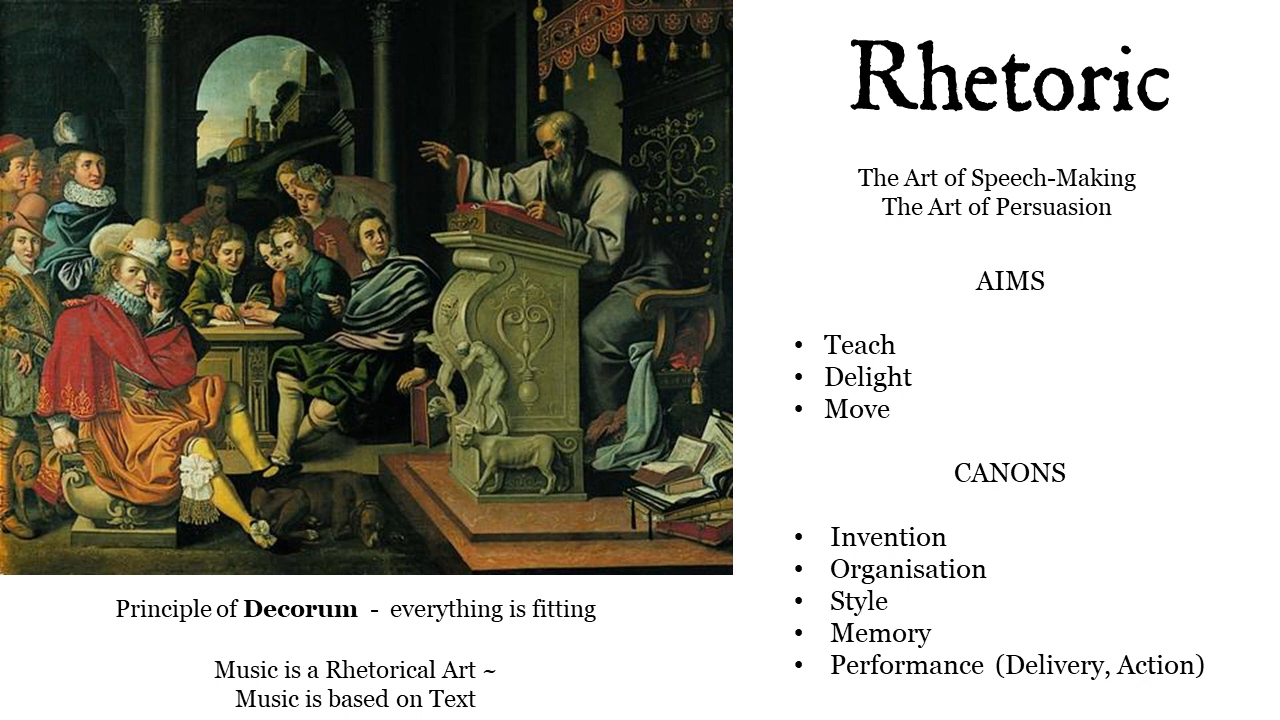 Rhetoric
The Art of Speech-Making
The Art of Persuasion
AIMS
• Teach
• Delight
• Move
CANONS
• Invention
• Organisation
• Style
• Memory
• Performance (Delivery, Action)
Principle of Decorum - everything is fitting
Music is a Rhetorical Art ~
Music is based on Text